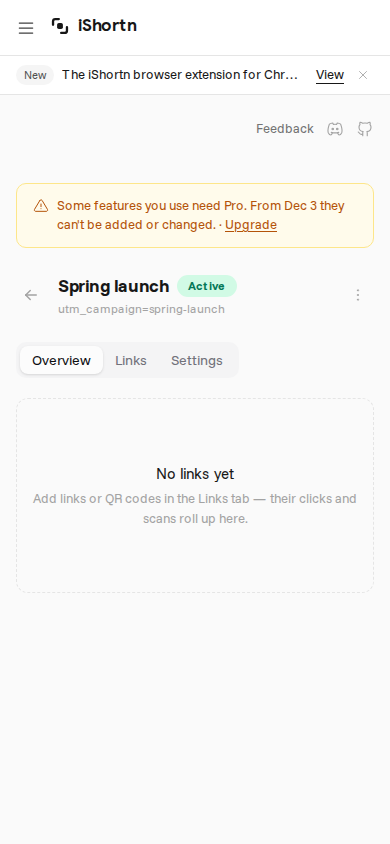 iShortn
New The iShortn browser extension for Chr... View
Feedback
Some features you use need Pro. From Dec 3 they
can't be added or changed. · Upgrade
Spring launch Active
utm_campaign=spring-launch
Overview Links Settings
No links yet
Add links or QR codes in the Links tab — their clicks and
scans roll up here.